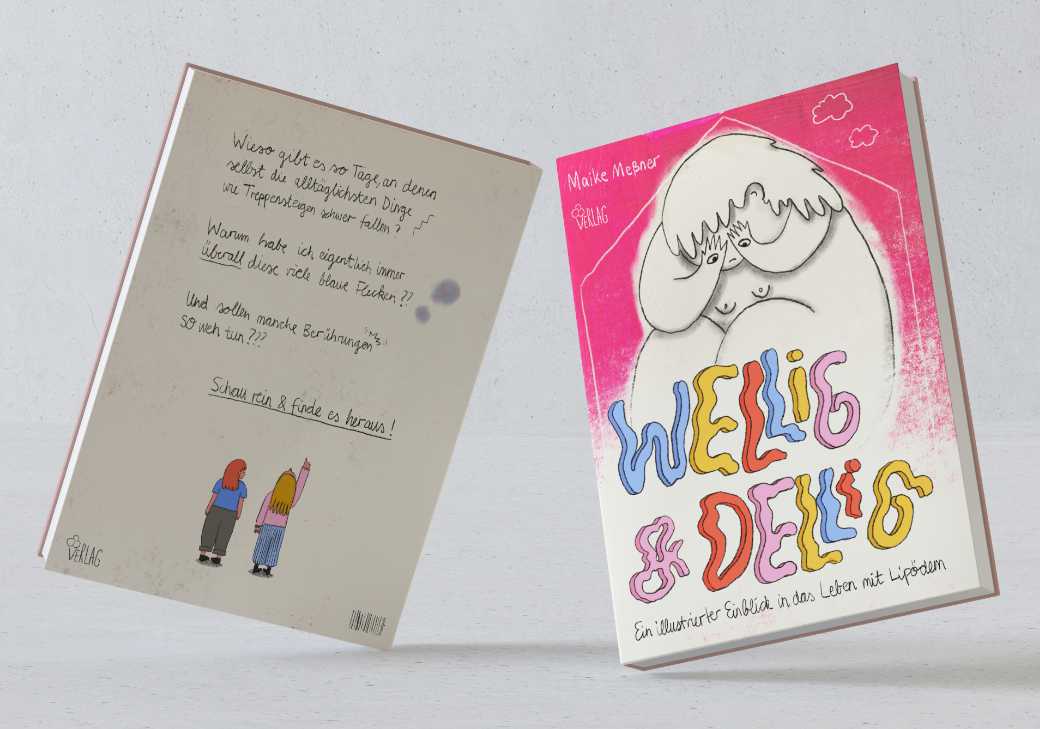 Wieso gibt es so Tage, an denen
selbst die alltäglichsten Dinge
wie Treppensteigen schwer fallen?
Warum habe ich eigentlich immer
überall diese viele blaue Flecken??
Und sollen manche Berührungen
so weh tun???
Schau rein & finde es heraus!
VERLAG
Maike Meßner
VERLAG
WELLiG
& DELLiG
Ein illustrierter Einblick in das Leben mit Lipödem